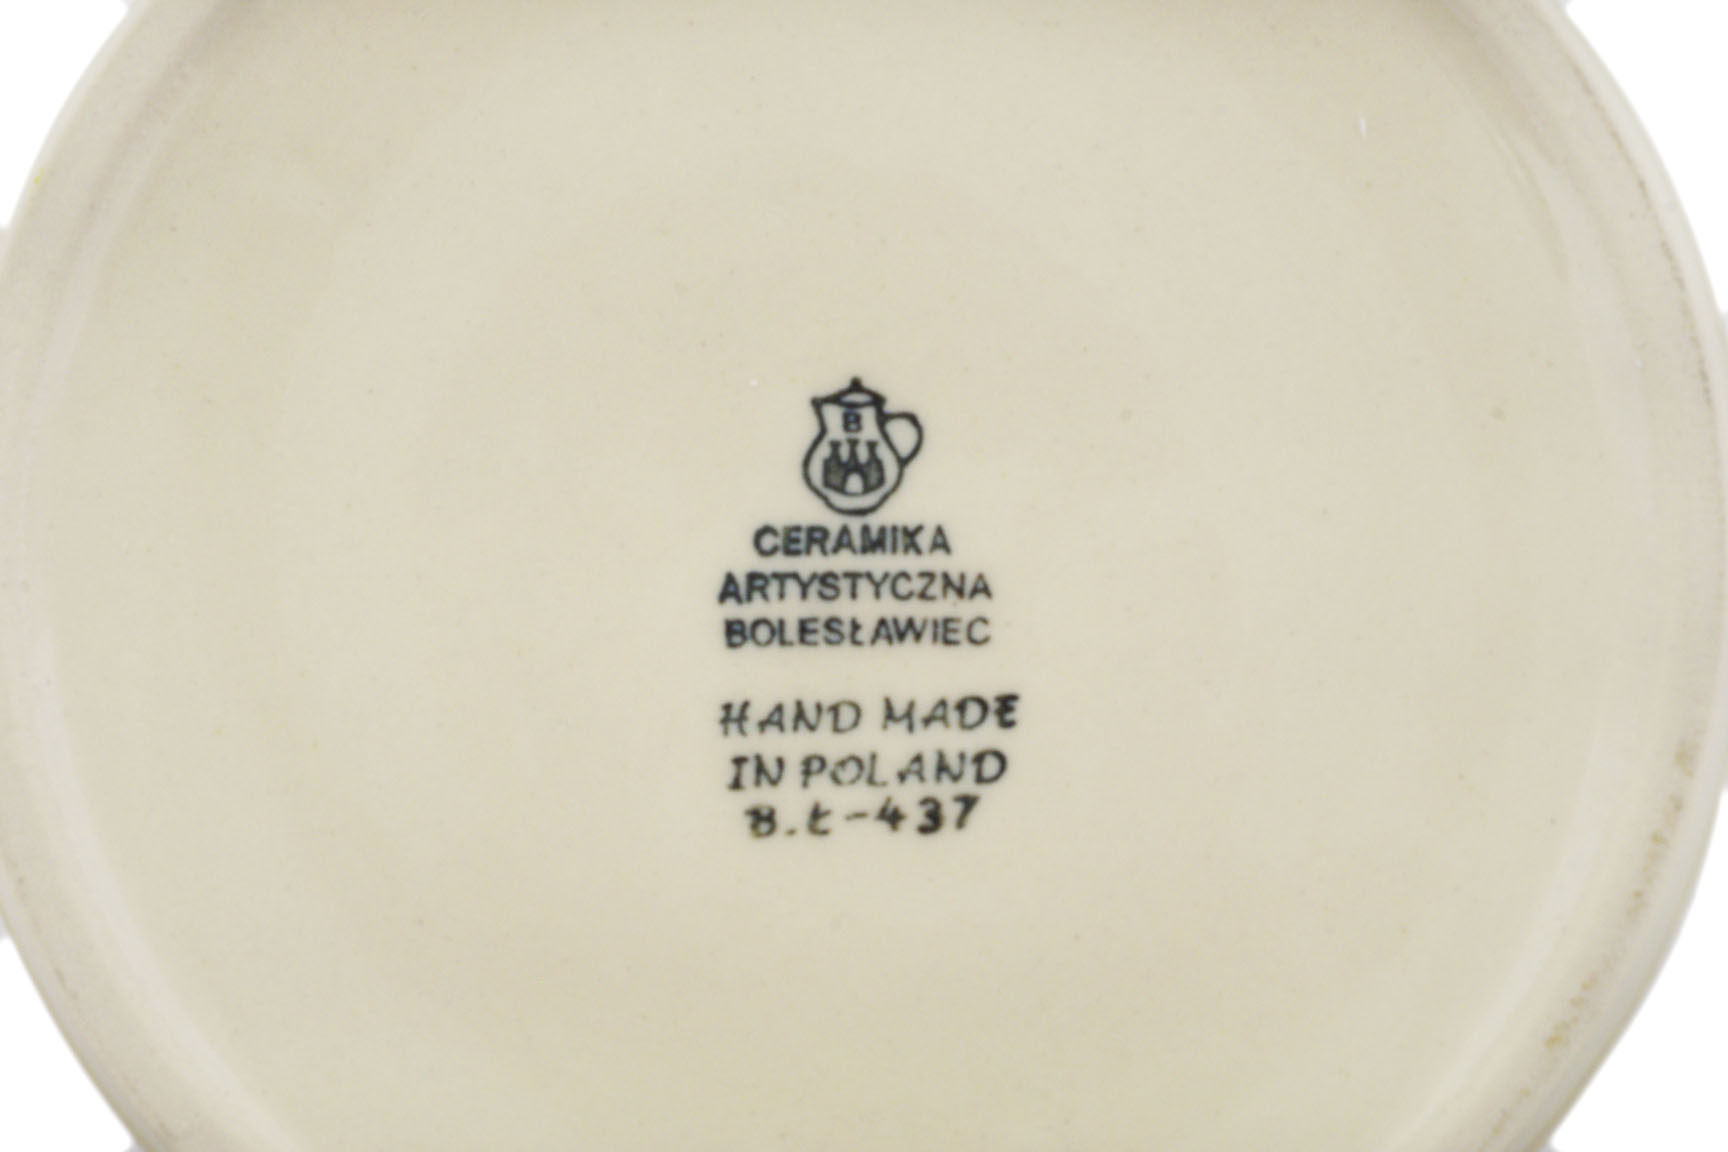 B
CERAMIKA
ARTYSTYCZNA
BOLESŁAWIEC
HAND MADE
IN POLAND
B.Ł-437